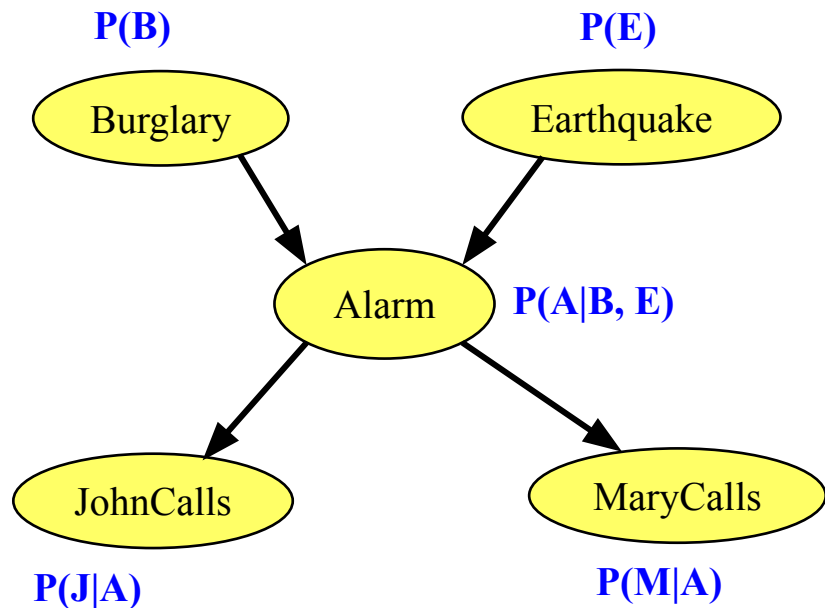 P(B)
P(E)
Burglary
Earthquake
Alarm
P(A|B, E)
JohnCalls
MaryCalls
P(J|A)
P(M|A)